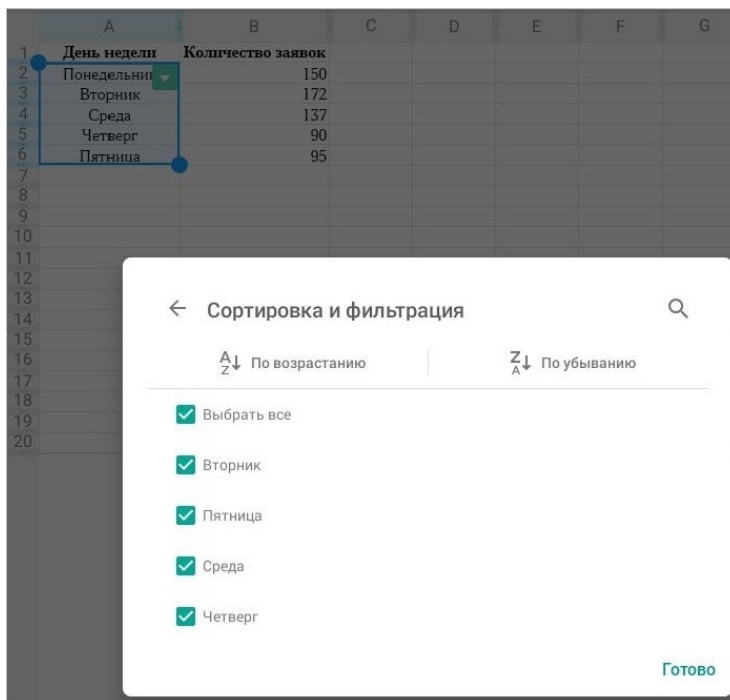 A B C D E F G
1 День недели Количество заявок
2 Понедельник 150
3 Вторник 172
4 Среда 137
5 Четверг 90
6 Пятница 95
7
8
9
10
11
12
13
14
15
16
17
18
19
20
Сортировка и фильтрация
По возрастанию По убыванию
Выбрать все
Вторник
Пятница
Среда
Четверг
Готово